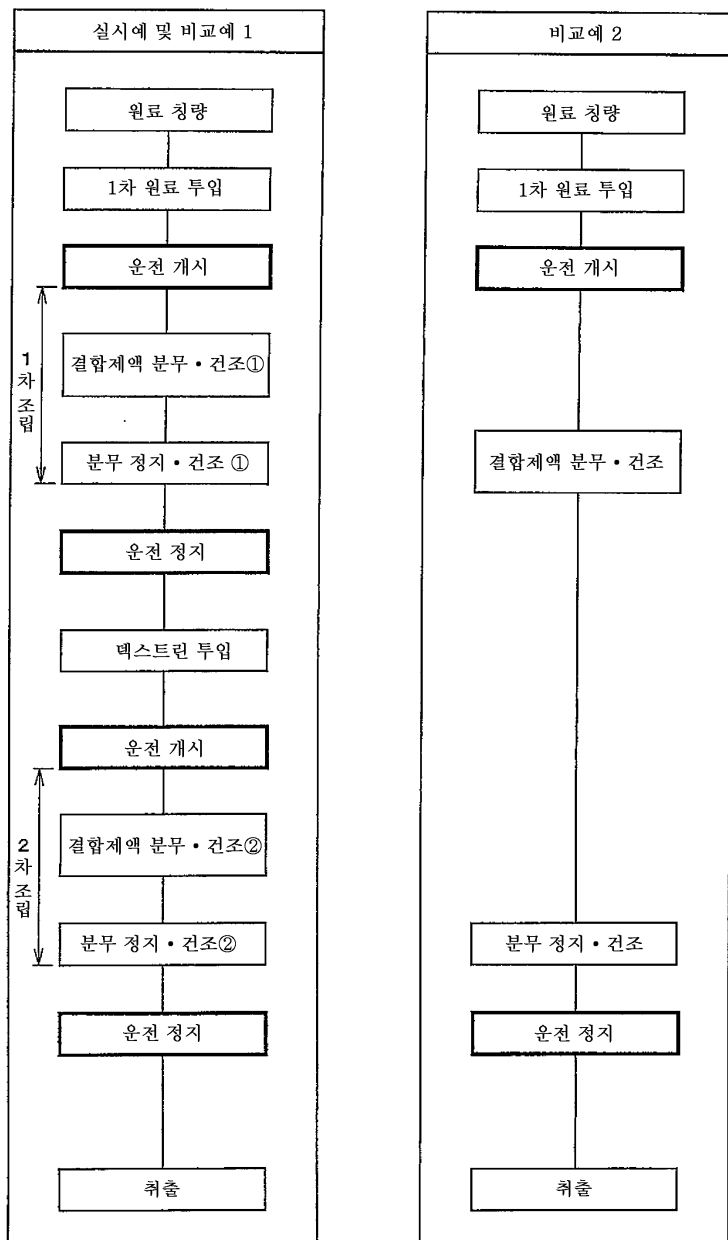 실시예 및 비교예 1
원료 칭량
1차 원료 투입
운전 개시
1차 조립
결합제액 분무・건조①
분무 정지・건조 ①
운전 정지
덱스트린 투입
운전 개시
2차 조립
결합제액 분무・건조②
분무 정지・건조②
운전 정지
취출
비교예 2
원료 칭량
1차 원료 투입
운전 개시
결합제액 분무・건조
분무 정지・건조
운전 정지
취출